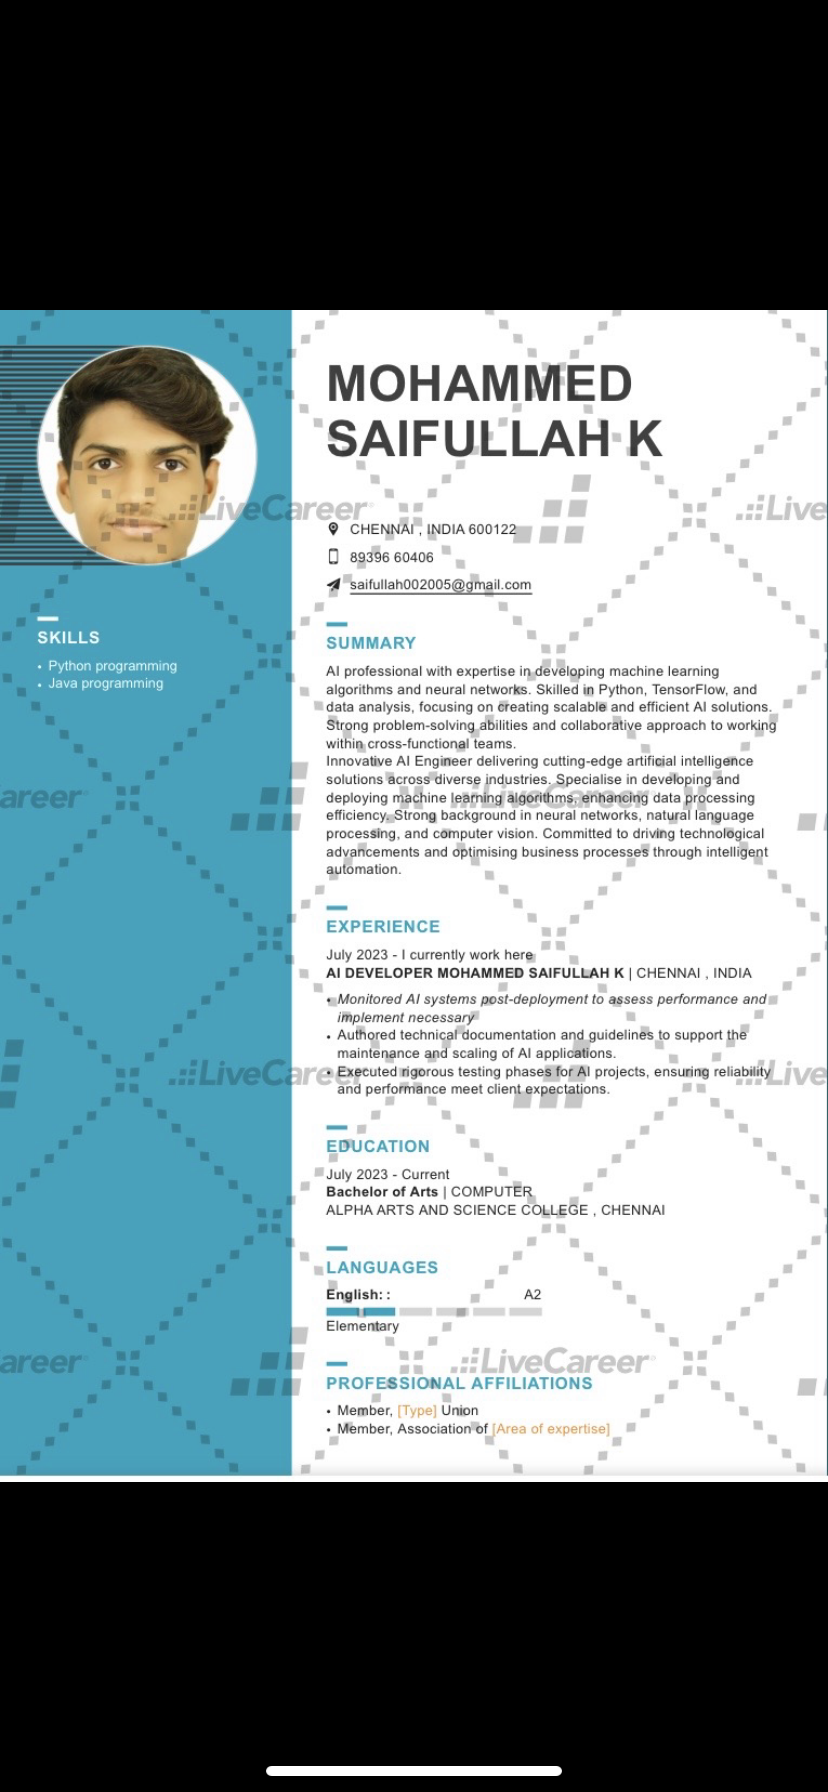 MOHAMMED
SAIFULLAH K
CHENNAI , INDIA 600122
89396 60406
saifullah002005@gmail.com
SKILLS
• Python programming
• Java programming
SUMMARY
AI professional with expertise in developing machine learning
algorithms and neural networks. Skilled in Python, TensorFlow, and
data analysis, focusing on creating scalable and efficient AI solutions.
Strong problem-solving abilities and collaborative approach to working
within cross-functional teams.
Innovative AI Engineer delivering cutting-edge artificial intelligence
solutions across diverse industries. Specialise in developing and
deploying machine learning algorithms, enhancing data processing
efficiency. Strong background in neural networks, natural language
processing, and computer vision. Committed to driving technological
advancements and optimising business processes through intelligent
automation.
EXPERIENCE
July 2023 - I currently work here
AI DEVELOPER MOHAMMED SAIFULLAH K | CHENNAI , INDIA
• Monitored AI systems post-deployment to assess performance and
implement necessary
• Authored technical documentation and guidelines to support the
maintenance and scaling of AI applications.
• Executed rigorous testing phases for AI projects, ensuring reliability
and performance meet client expectations.
EDUCATION
July 2023 - Current
Bachelor of Arts | COMPUTER
ALPHA ARTS AND SCIENCE COLLEGE , CHENNAI
LANGUAGES
English: : A2
Elementary
PROFESSIONAL AFFILIATIONS
• Member, [Type] Union
• Member, Association of [Area of expertise]
LiveCareer
Live
areer
LiveCareer
LiveCareer
Live
areer
LiveCareer